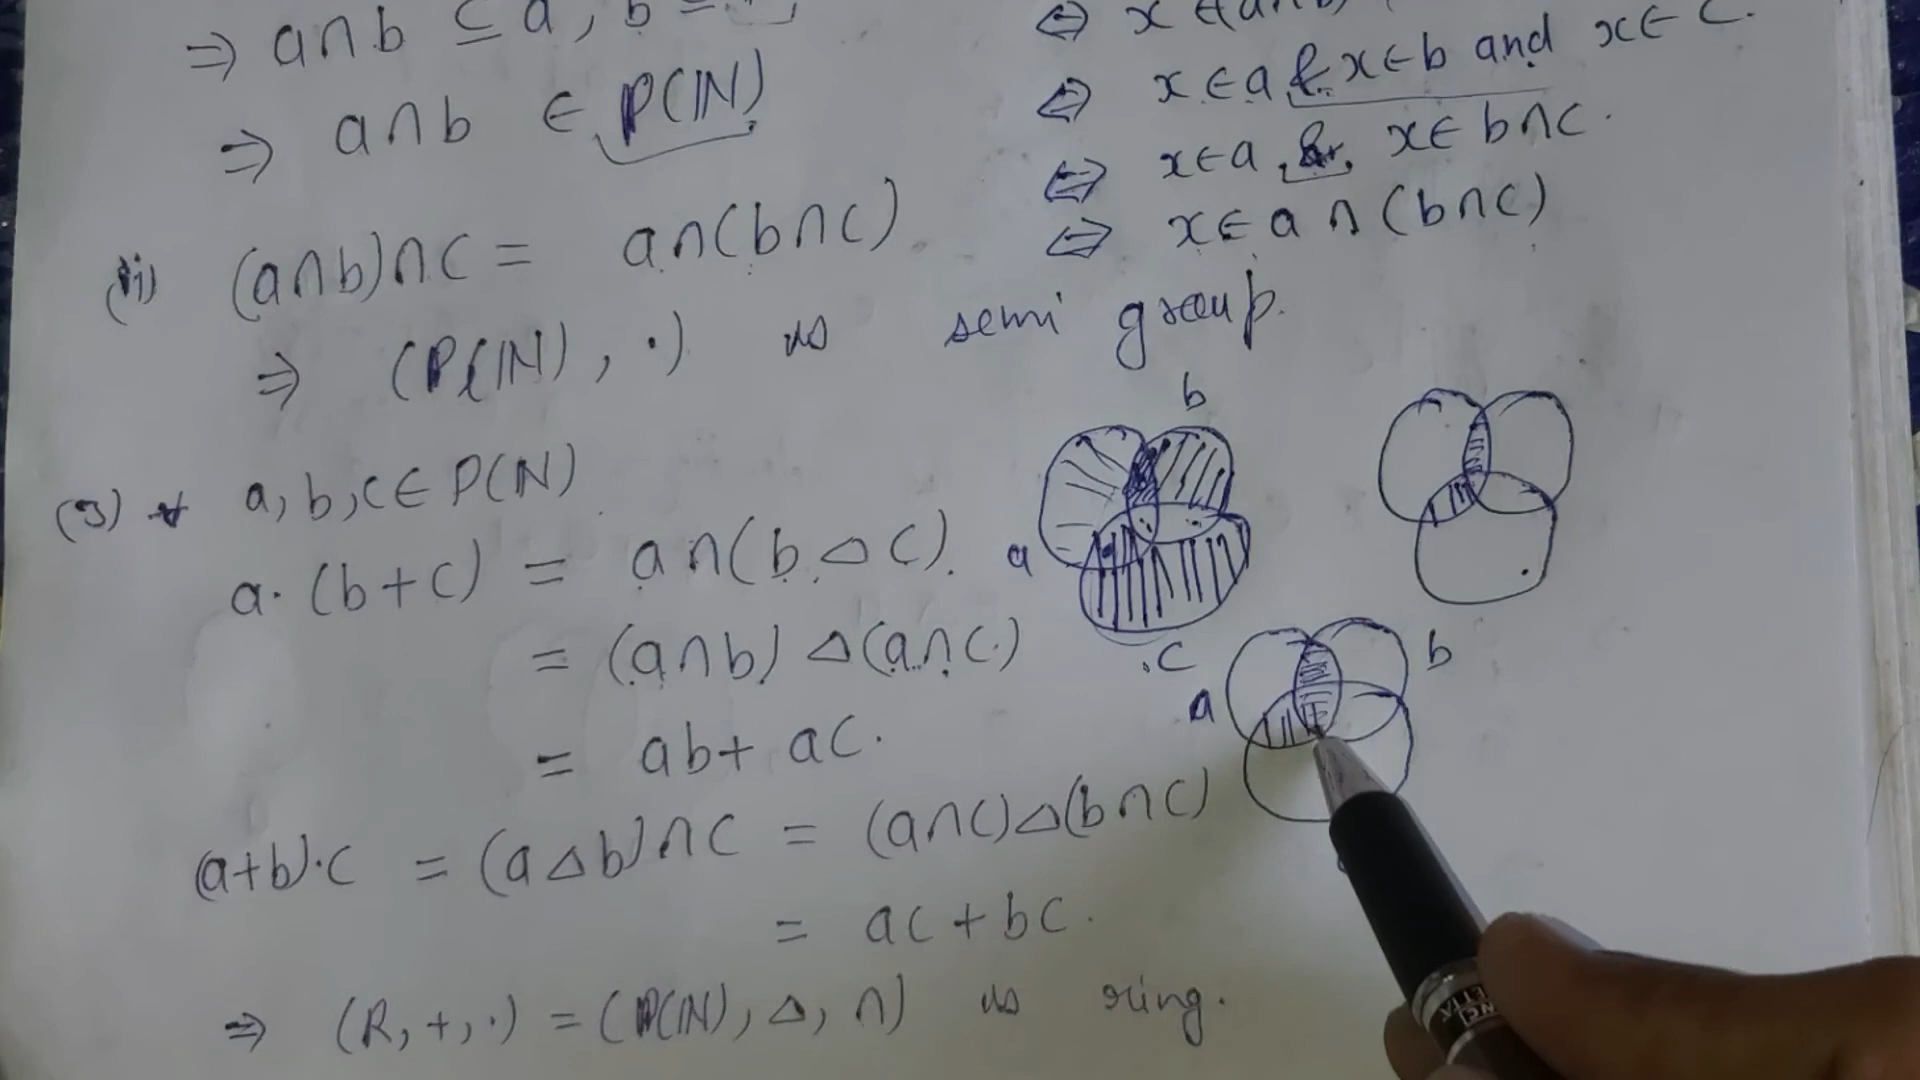 ⇒ a∩b ⊆ a, b
⇒ a∩b ∈ P(ℕ)
⇔ x ∈ (a∩b)
⇔ x∈a & x∈b and x∈ C.
⇔ x∈a & x∈ b∩c.
⇔ x∈ a ∩ (b∩c)
(ii) (a∩b)∩c = a∩(b∩c)
⇒ (P(ℕ), ·) is semi group.
(3) ∀ a, b, c ∈ P(N)
a·(b+c) = a∩(b Δ c).
= (a∩b) Δ (a∩c)
= ab + ac.
b
a
.c
b
a
(a+b)·c = (a Δ b)∩c = (a∩c)Δ(b∩c)
= ac + bc.
⇒ (R, +, ·) = (P(ℕ), Δ, ∩) is ring.